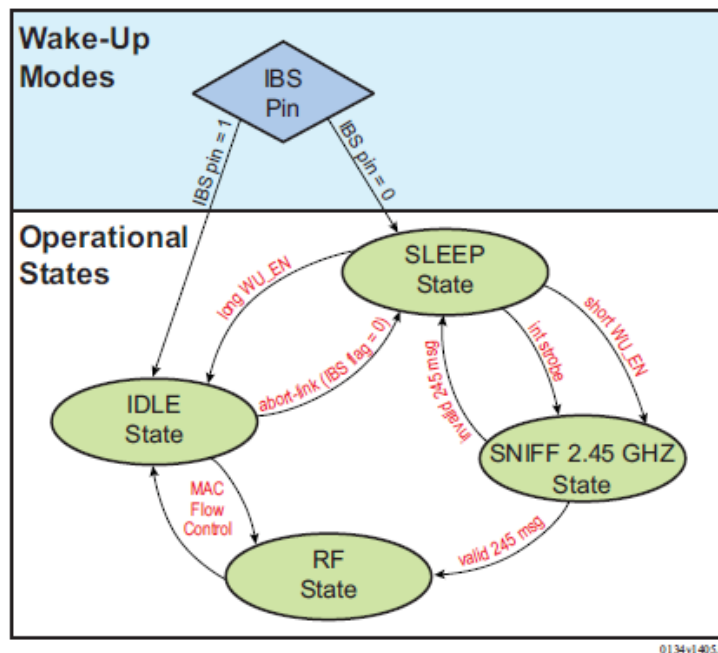 Wake-Up
Modes
IBS
Pin
IBS pin = 1
IBS pin = 0
Operational
States
SLEEP
State
long WU_EN
short WU_EN
int strobe
invalid 245 msg
abort-link (IBS flag = 0)
IDLE
State
SNIFF 2.45 GHZ
State
MAC
Flow
Control
valid 245 msg
RF
State
0134v1405